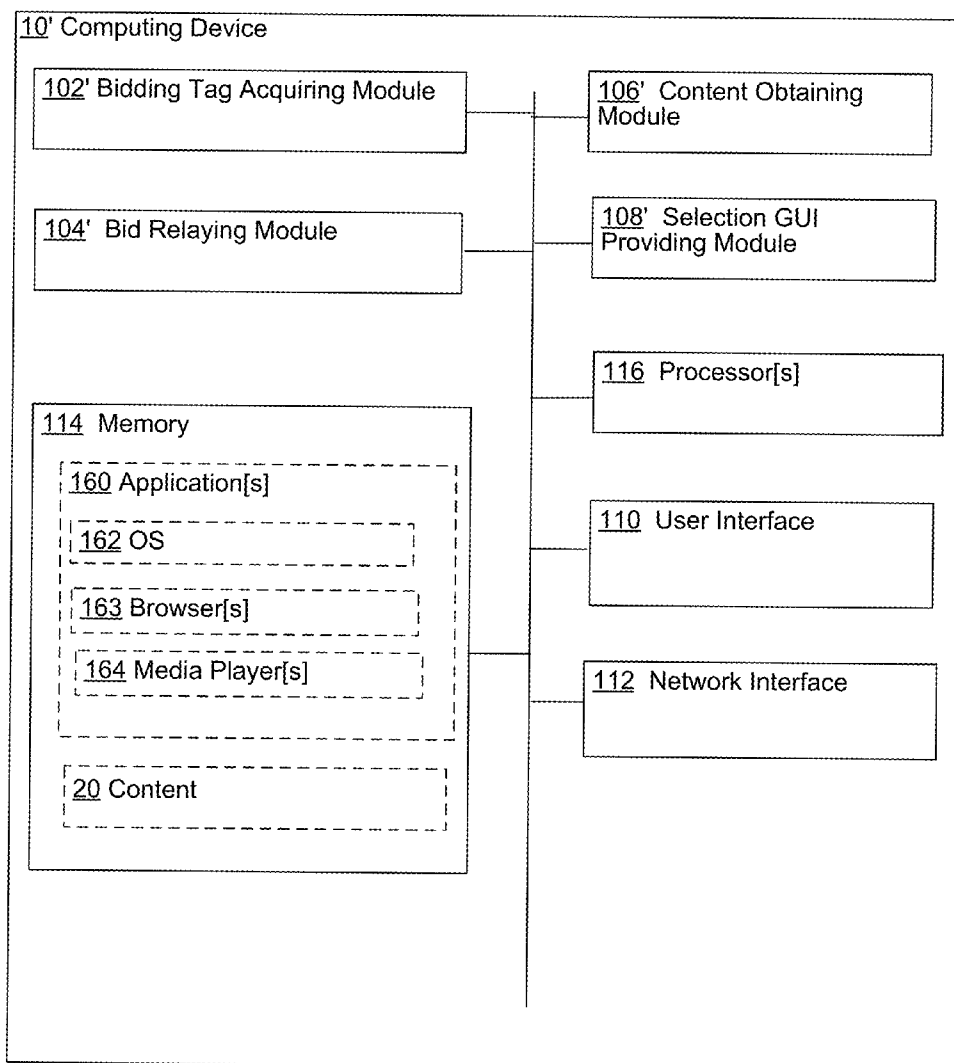 10' Computing Device
102' Bidding Tag Acquiring Module
104' Bid Relaying Module
114 Memory
160 Application[s]
162 OS
163 Browser[s]
164 Media Player[s]
20 Content
106' Content Obtaining
Module
108' Selection GUI
Providing Module
116 Processor[s]
110 User Interface
112 Network Interface